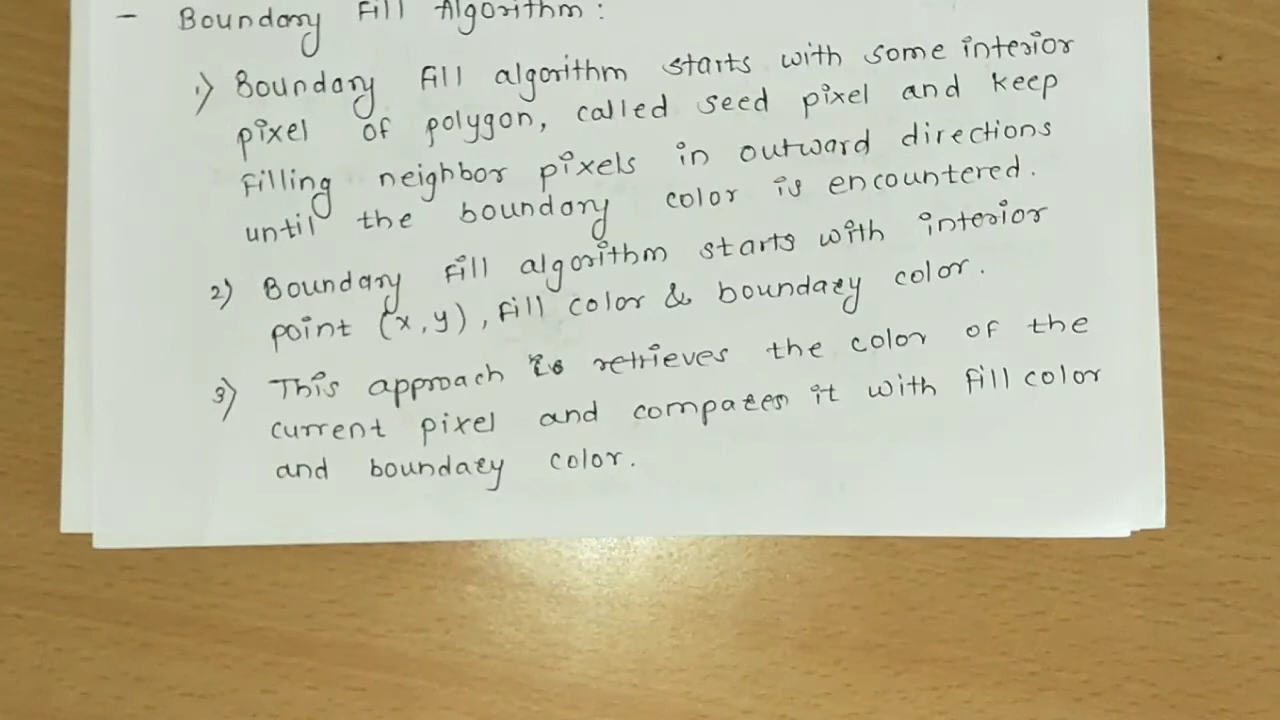 - Boundary Fill Algorithm :
1) Boundary fill algorithm starts with some interior
pixel of polygon, called seed pixel and keep
filling neighbor pixels in outward directions
until the boundary color is encountered.
2) Boundary fill algorithm starts with interior
point (x, y), fill color & boundary color.
3) This approach is retrieves the color of the
current pixel and compares it with fill color
and boundary color.